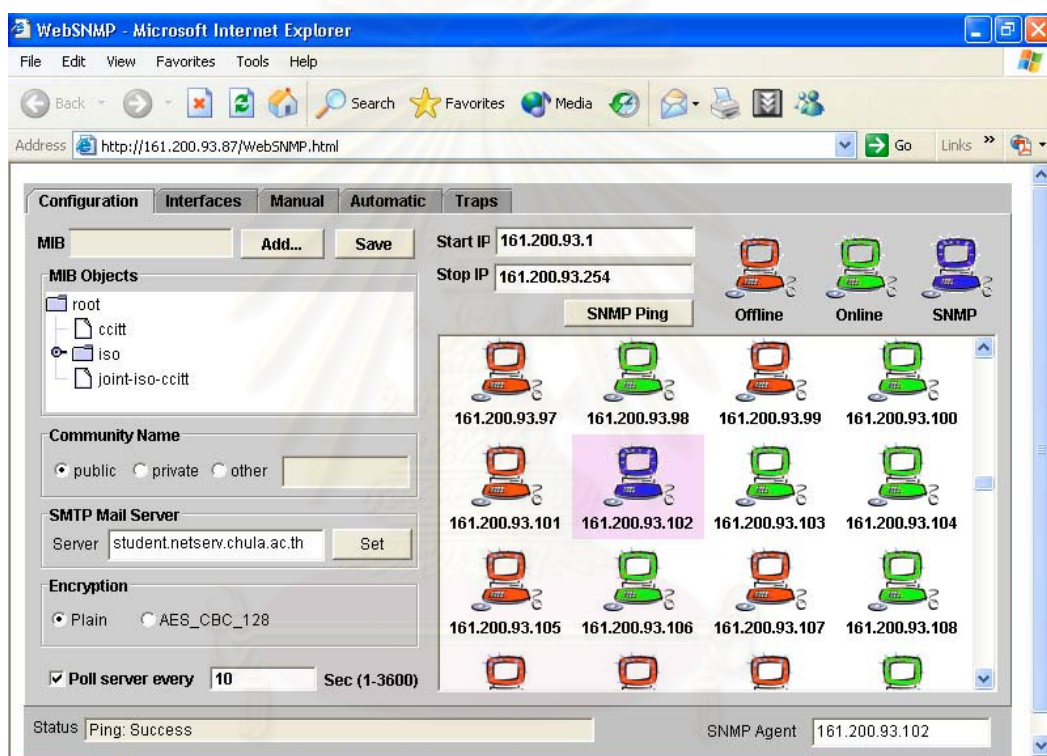 WebSNMP - Microsoft Internet Explorer
File Edit View Favorites Tools Help
Back Search Favorites Media
Address http://161.200.93.87/WebSNMP.html Go Links »
Configuration Interfaces Manual Automatic Traps
MIB Add... Save
MIB Objects
root
ccitt
iso
joint-iso-ccitt
Community Name
public private other
SMTP Mail Server
Server student.netserv.chula.ac.th Set
Encryption
Plain AES_CBC_128
Poll server every 10 Sec (1-3600)
Start IP 161.200.93.1
Stop IP 161.200.93.254
SNMP Ping
Offline Online SNMP
161.200.93.97 161.200.93.98 161.200.93.99 161.200.93.100
161.200.93.101 161.200.93.102 161.200.93.103 161.200.93.104
161.200.93.105 161.200.93.106 161.200.93.107 161.200.93.108
Status Ping: Success SNMP Agent 161.200.93.102